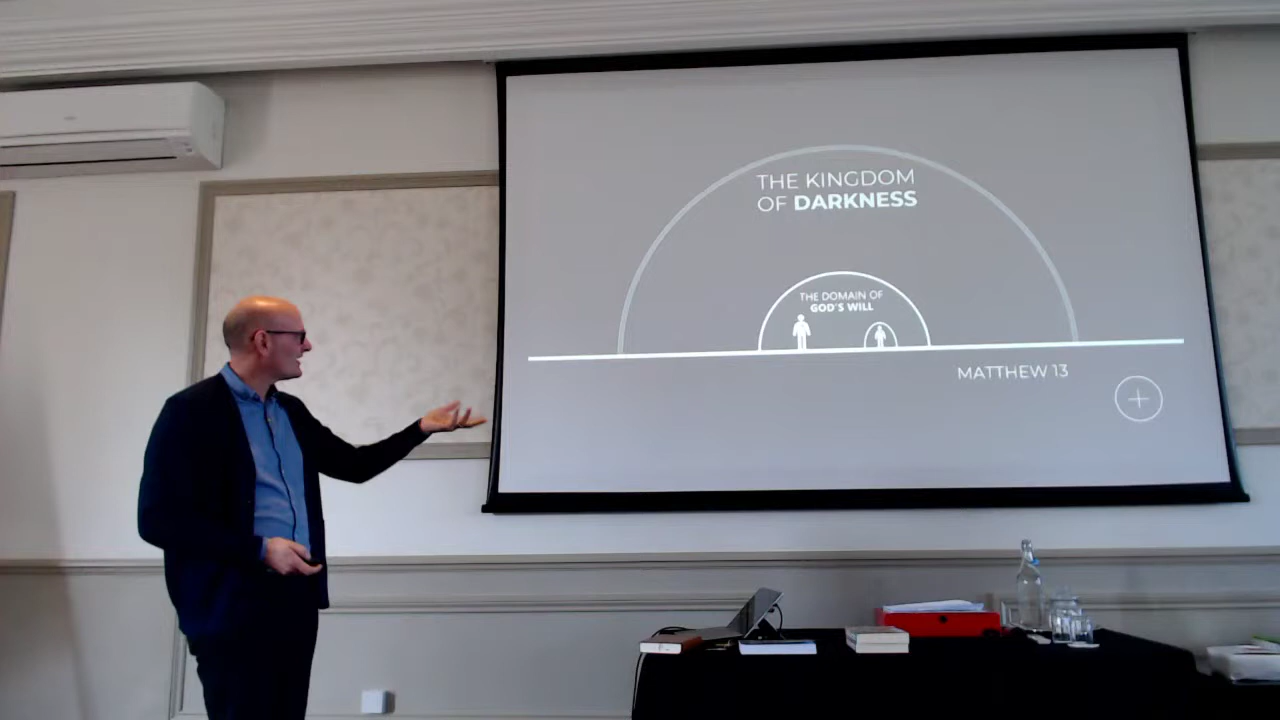 THE KINGDOM
OF DARKNESS
THE DOMAIN OF
GOD'S WILL
MATTHEW 13